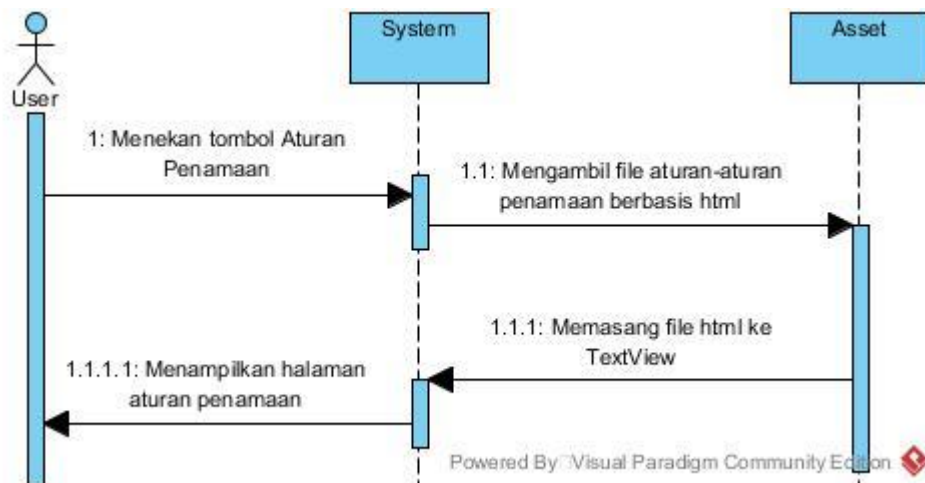 System
Asset
User
1: Menekan tombol Aturan
Penamaan
1.1: Mengambil file aturan-aturan
penamaan berbasis html
1.1.1: Memasang file html ke
TextView
1.1.1.1: Menampilkan halaman
aturan penamaan
Powered By Visual Paradigm Community Edition